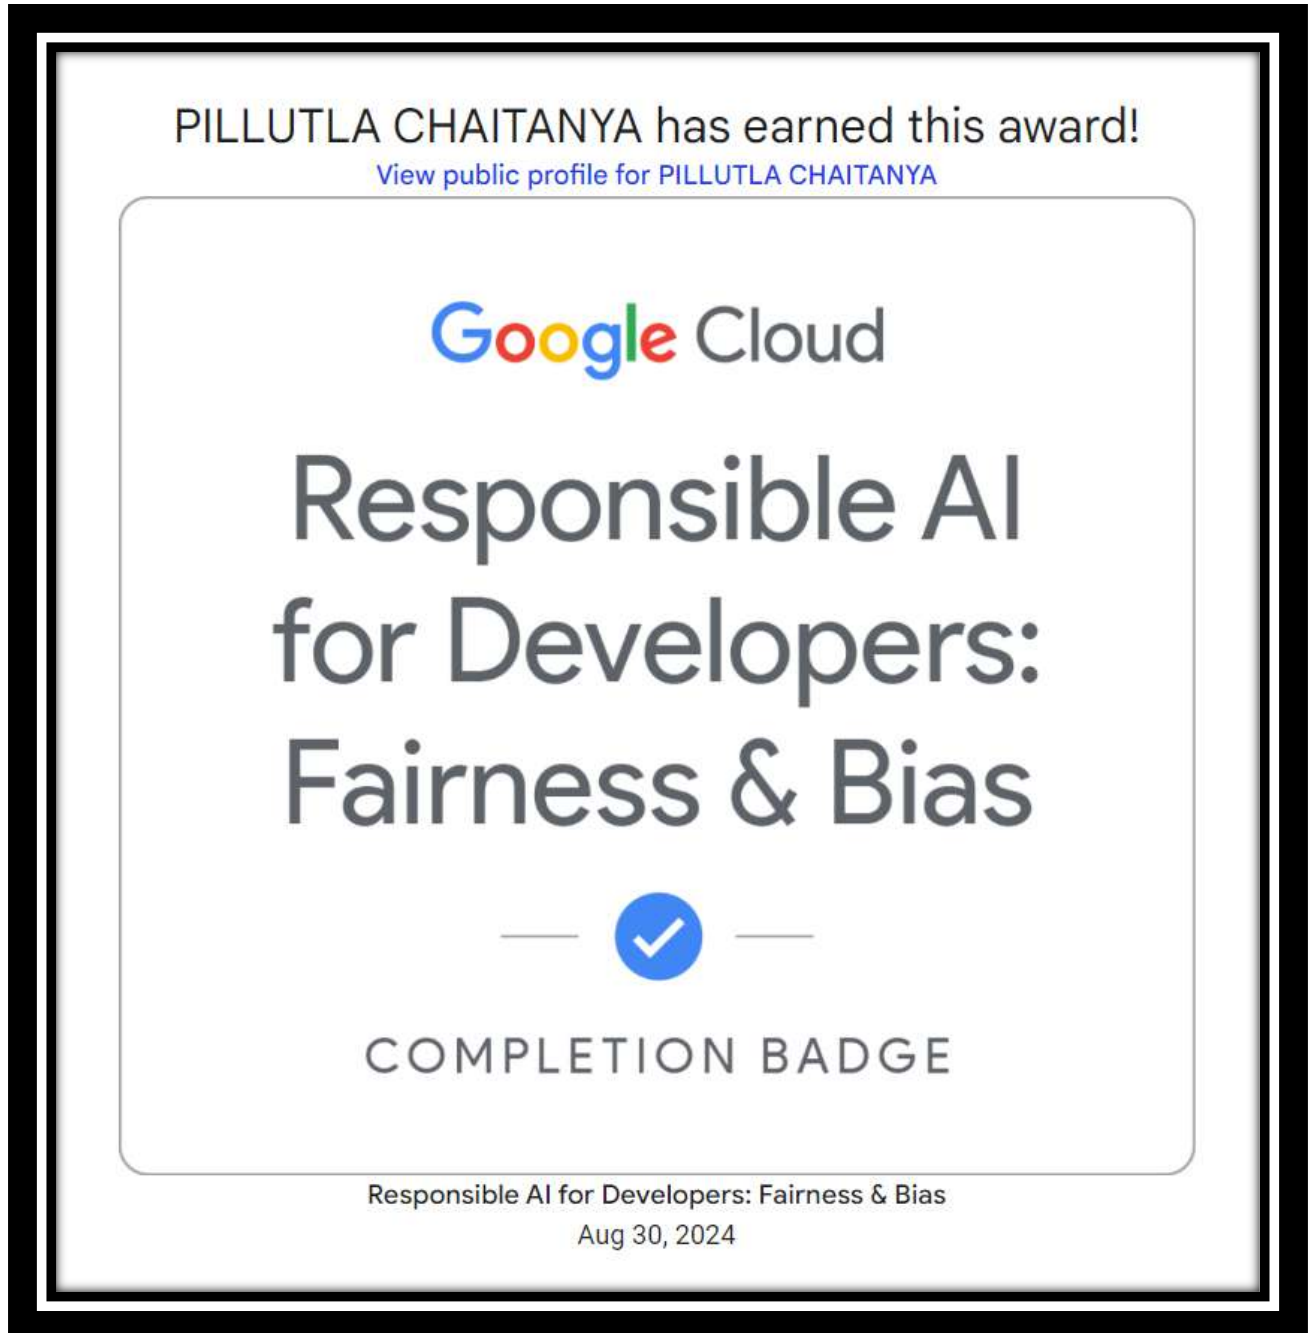 PILLUTLA CHAITANYA has earned this award!
View public profile for PILLUTLA CHAITANYA
Google Cloud
Responsible AI
for Developers:
Fairness & Bias
COMPLETION BADGE
Responsible AI for Developers: Fairness & Bias
Aug 30, 2024